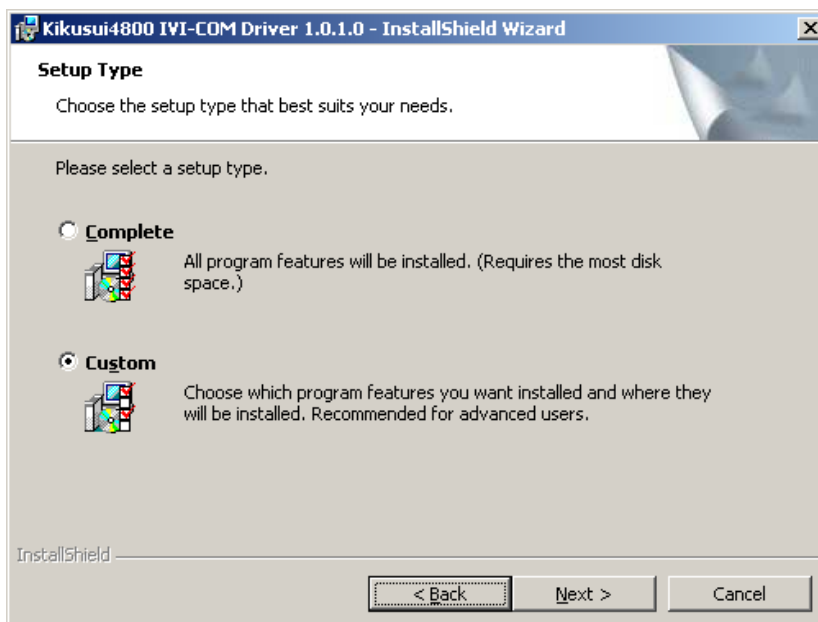 Kikusui4800 IVI-COM Driver 1.0.1.0 - InstallShield Wizard
Setup Type
Choose the setup type that best suits your needs.
Please select a setup type.
Complete
All program features will be installed. (Requires the most disk
space.)
Custom
Choose which program features you want installed and where they
will be installed. Recommended for advanced users.
InstallShield
< Back
Next >
Cancel